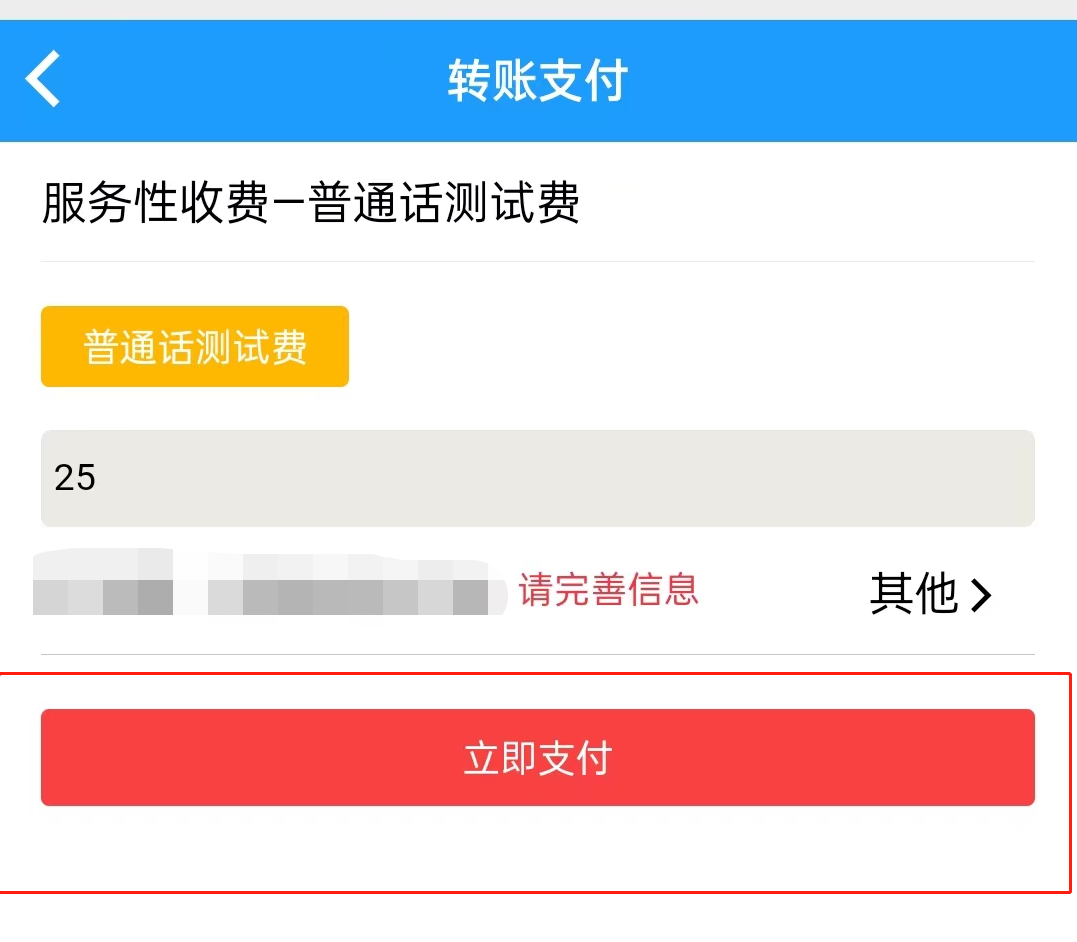 转账支付
服务性收费—普通话测试费
普通话测试费
25
请完善信息 其他
立即支付